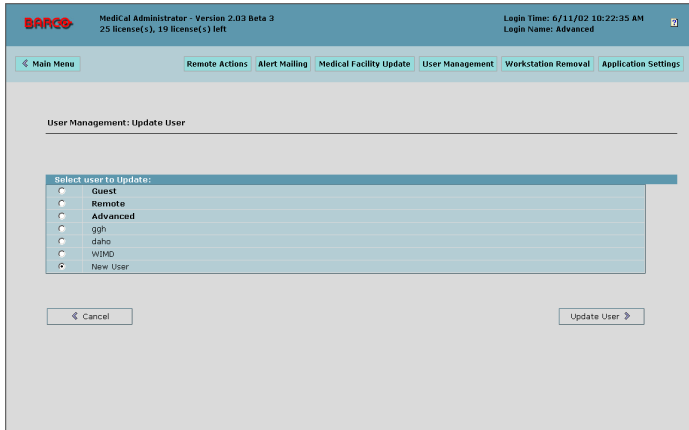 BARCO
MediCal Administrator - Version 2.03 Beta 3
25 license(s), 19 license(s) left
Login Time: 6/11/02 10:22:35 AM
Login Name: Advanced
?
Main Menu
Remote Actions
Alert Mailing
Medical Facility Update
User Management
Workstation Removal
Application Settings
User Management: Update User
Select user to Update:
Guest
Remote
Advanced
ggh
daho
WIMD
New User
Cancel
Update User